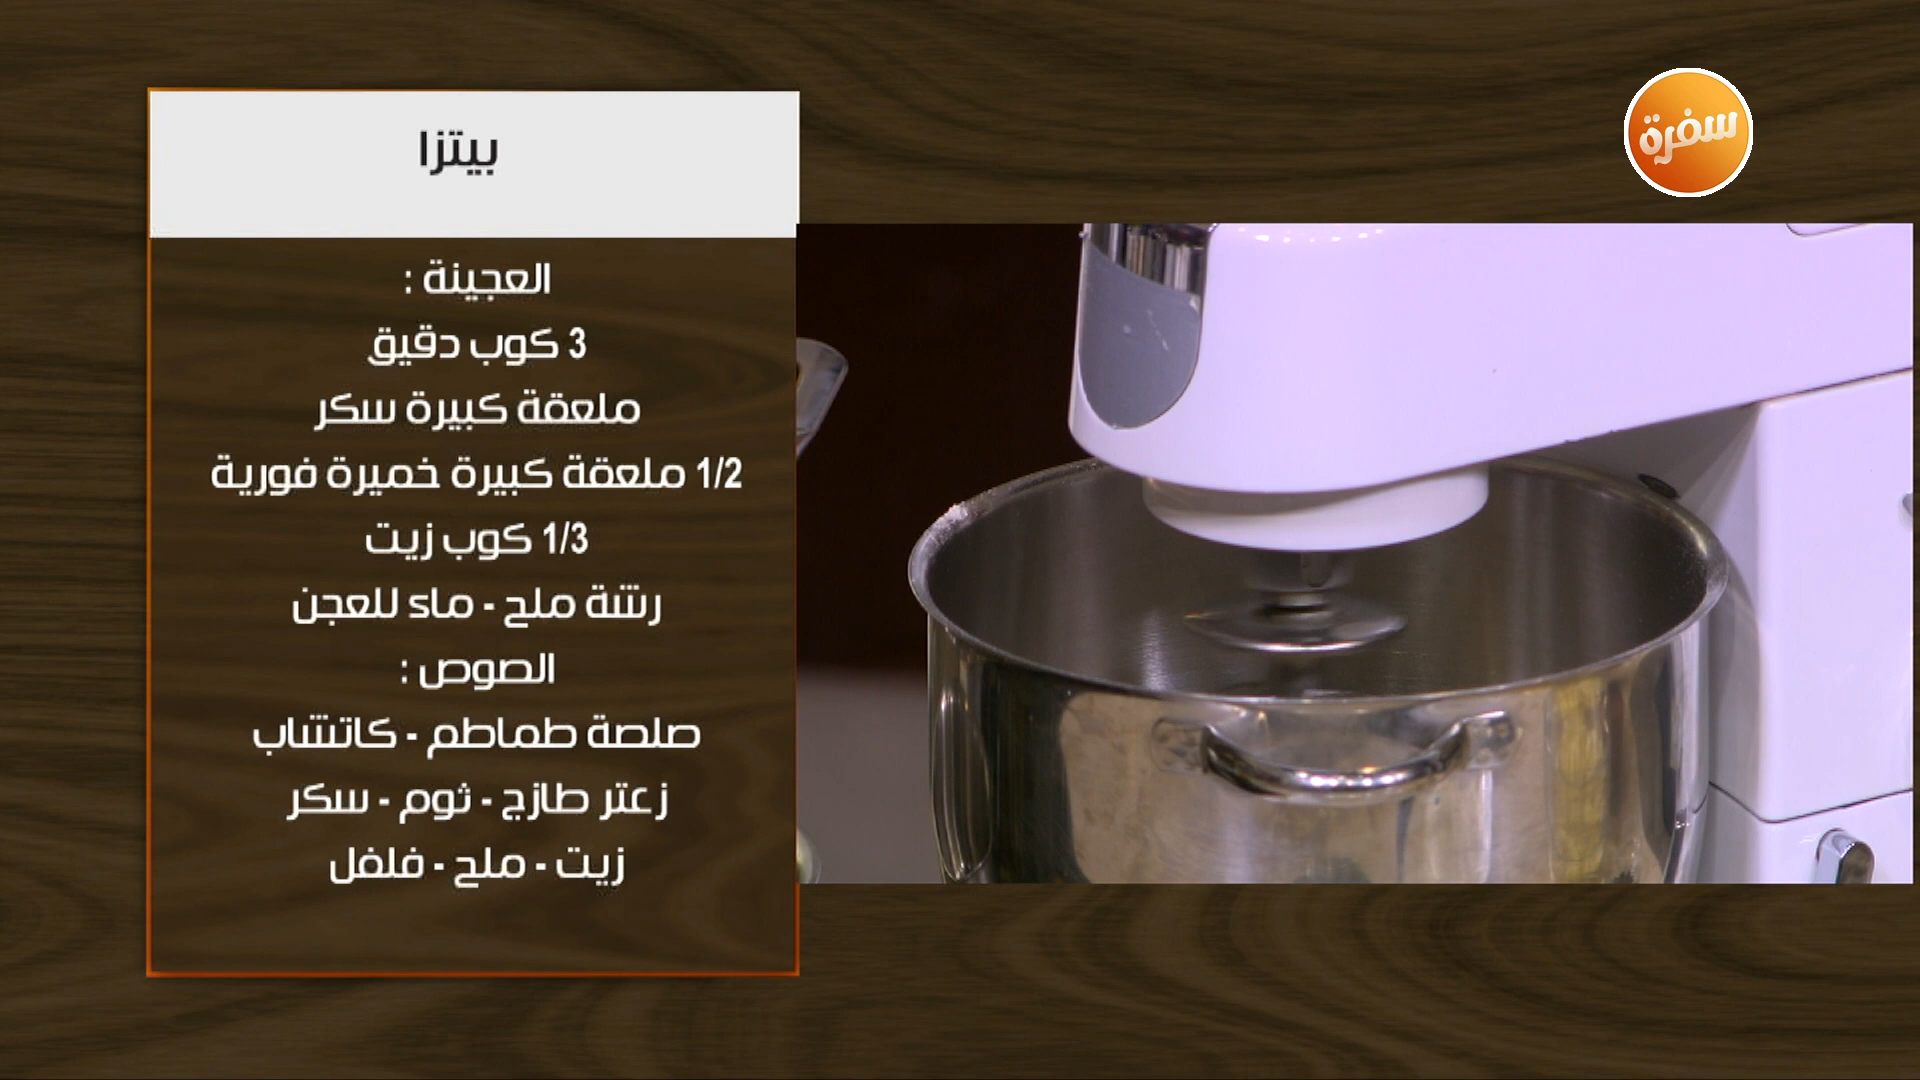 سفرة
بيتزا
العجينة :
3 كوب دقيق
ملعقة كبيرة سكر
1/2 ملعقة كبيرة خميرة فورية
1/3 كوب زيت
رشة ملح - ماء للعجن
الصوص :
صلصة طماطم - كاتشاب
زعتر طازج - ثوم - سكر
زيت - ملح - فلفل